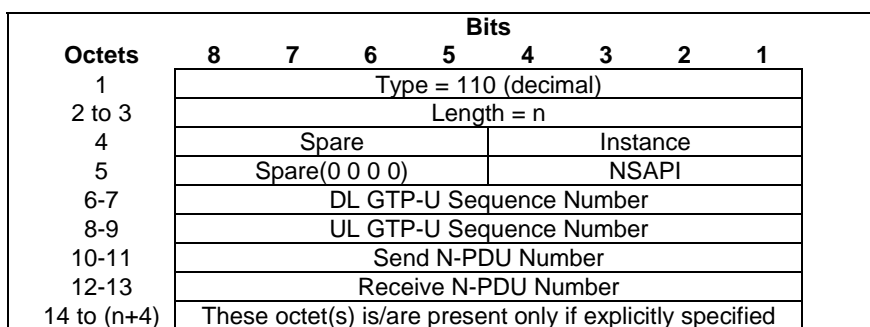 Bits
Octets 8 7 6 5 4 3 2 1
1 Type = 110 (decimal)
2 to 3 Length = n
4 Spare Instance
5 Spare(0 0 0 0) NSAPI
6-7 DL GTP-U Sequence Number
8-9 UL GTP-U Sequence Number
10-11 Send N-PDU Number
12-13 Receive N-PDU Number
14 to (n+4) These octet(s) is/are present only if explicitly specified